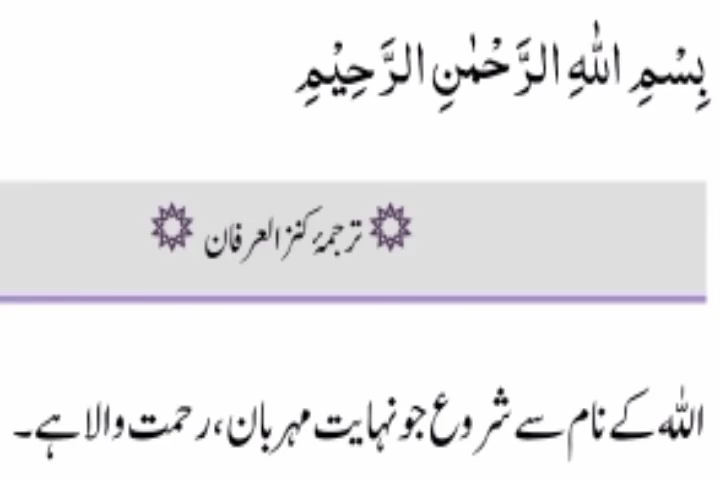 بِسْمِ اللّٰهِ الرَّحْمٰنِ الرَّحِیْمِ
ترجمۂ کنزالعرفان
اللہ کے نام سے شروع جو نہایت مہربان، رحمت والا ہے۔